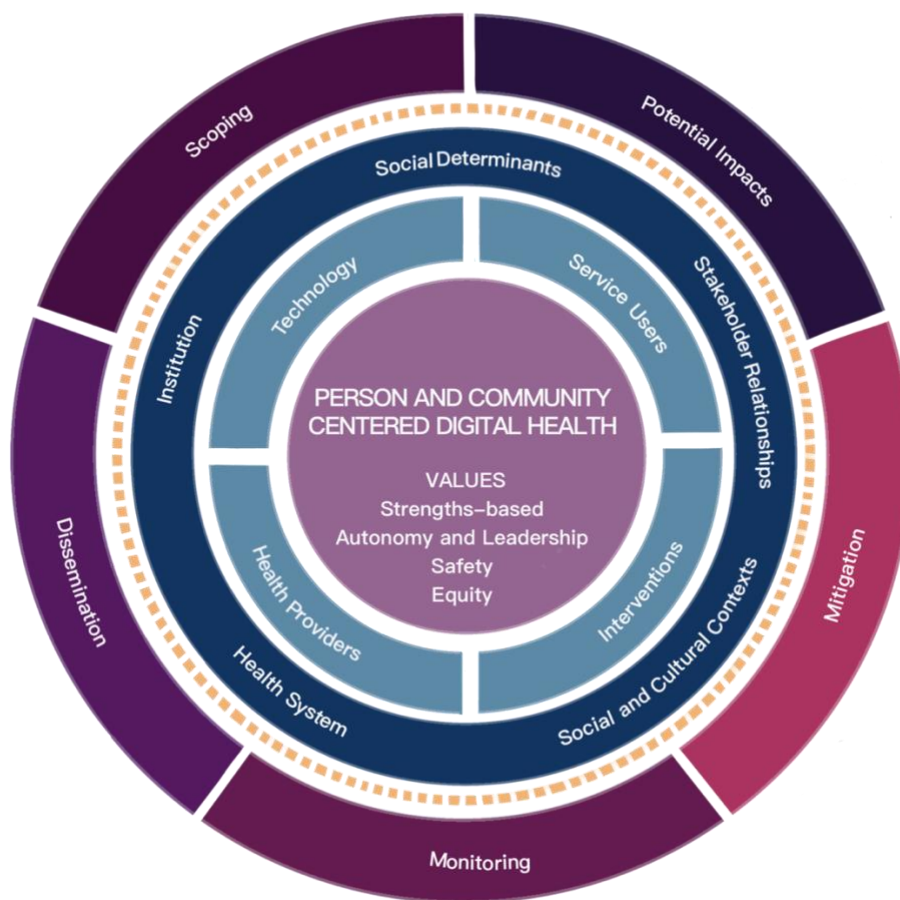 Scoping
Potential Impacts
Social Determinants
Technology
Service Users
Institution
Stakeholder Relationships
PERSON AND COMMUNITY
CENTERED DIGITAL HEALTH
VALUES
Strengths–based
Autonomy and Leadership
Safety
Equity
Dissemination
Health Providers
Interventions
Mitigation
Health System
Social and Cultural Contexts
Monitoring